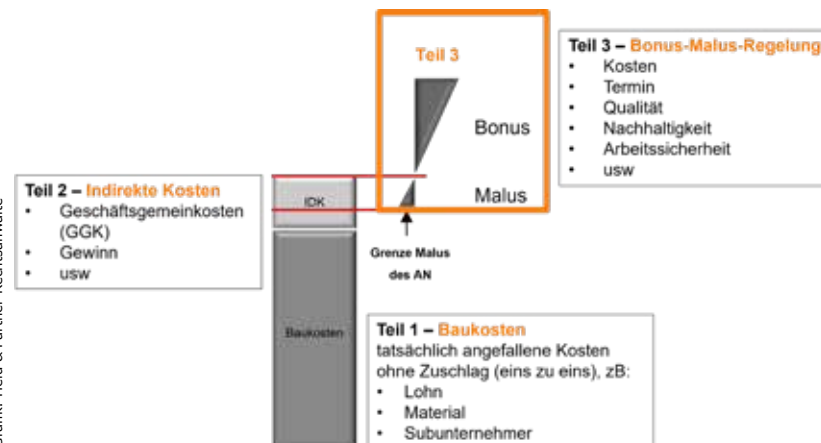 Teil 3
Bonus
Malus
Grenze Malus
des AN
Teil 3 – Bonus-Malus-Regelung
• Kosten
• Termin
• Qualität
• Nachhaltigkeit
• Arbeitssicherheit
• usw
Teil 2 – Indirekte Kosten
• Geschäftsgemeinkosten
(GGK)
• Gewinn
• usw
IDK
Baukosten
Teil 1 – Baukosten
tatsächlich angefallene Kosten
ohne Zuschlag (eins zu eins), zB:
• Lohn
• Material
• Subunternehmer